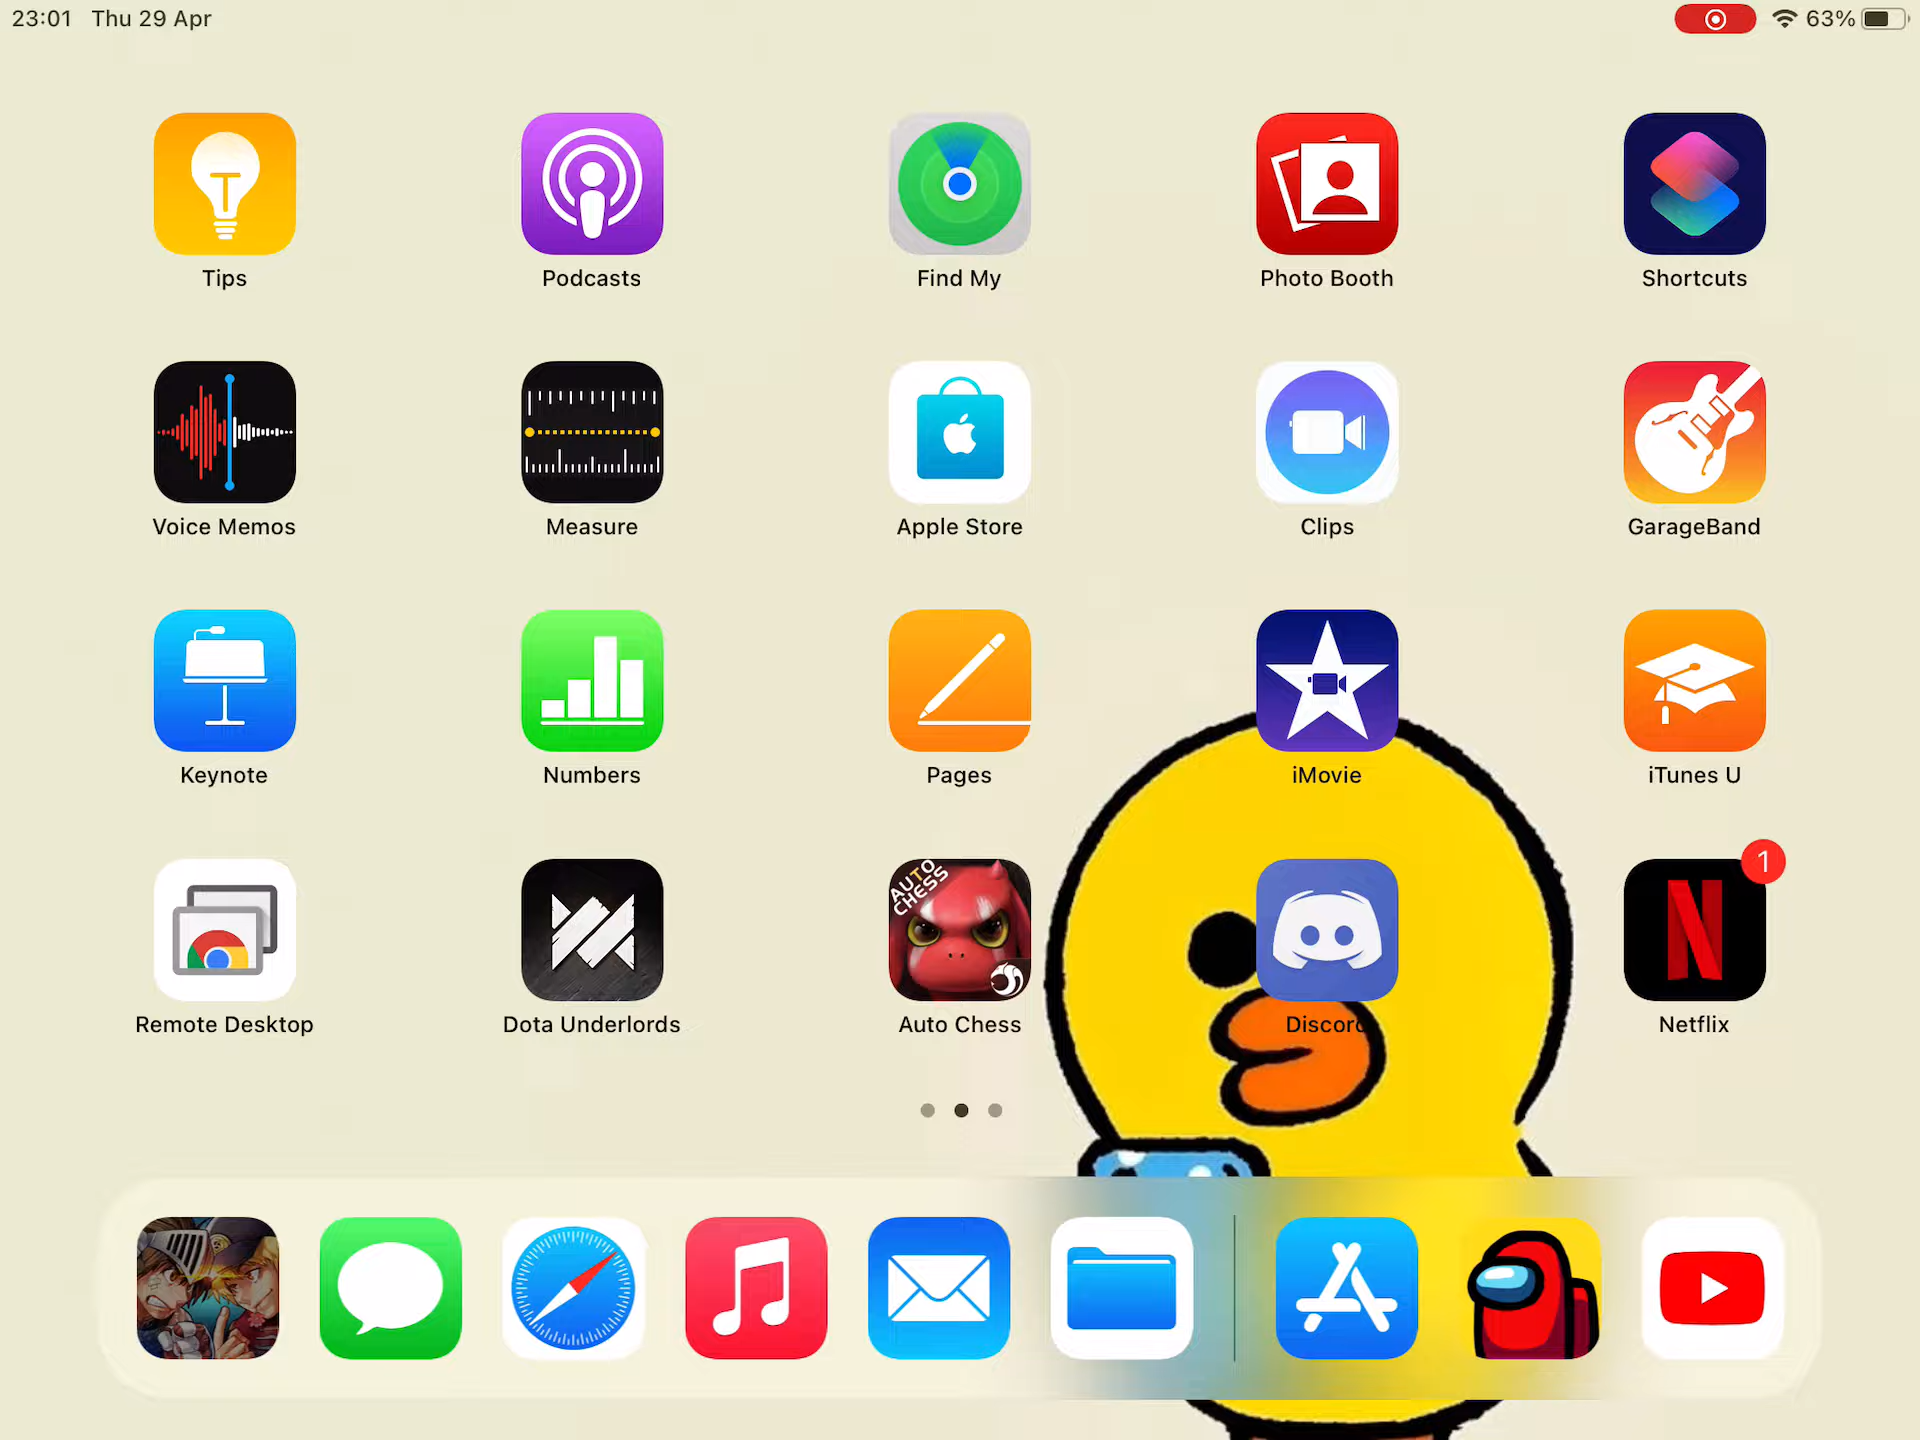 23:01 Thu 29 Apr 63%
Tips Podcasts Find My Photo Booth Shortcuts
Voice Memos Measure Apple Store Clips GarageBand
Keynote Numbers Pages iMovie iTunes U
AUTO CHESS
1
Remote Desktop Dota Underlords Auto Chess Discord Netflix